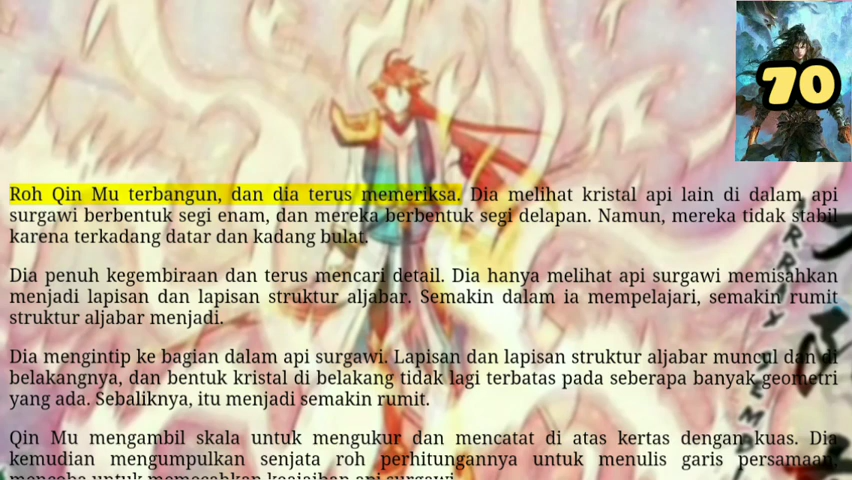 70
Roh Qin Mu terbangun, dan dia terus memeriksa. Dia melihat kristal api lain di dalam api
surgawi berbentuk segi enam, dan mereka berbentuk segi delapan. Namun, mereka tidak stabil
karena terkadang datar dan kadang bulat.
Dia penuh kegembiraan dan terus mencari detail. Dia hanya melihat api surgawi memisahkan
menjadi lapisan dan lapisan struktur aljabar. Semakin dalam ia mempelajari, semakin rumit
struktur aljabar menjadi.
Dia mengintip ke bagian dalam api surgawi. Lapisan dan lapisan struktur aljabar muncul dan di
belakangnya, dan bentuk kristal di belakang tidak lagi terbatas pada seberapa banyak geometri
yang ada. Sebaliknya, itu menjadi semakin rumit.
Qin Mu mengambil skala untuk mengukur dan mencatat di atas kertas dengan kuas. Dia
kemudian mengumpulkan senjata roh perhitungannya untuk menulis garis persamaan,
mencoba untuk memecahkan keajaiban api surgawi.